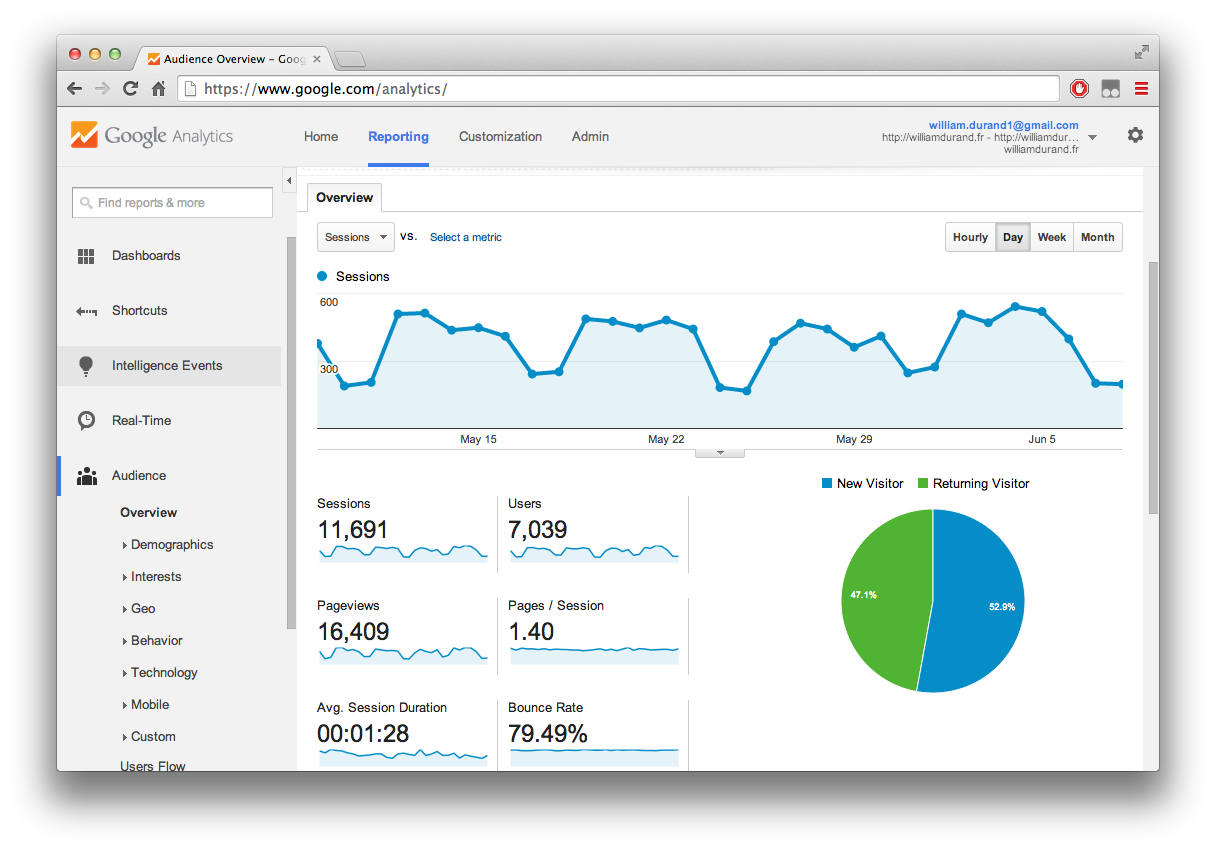 Audience Overview – Goog
https://www.google.com/analytics/
Google Analytics
Home
Reporting
Customization
Admin
william.durand1@gmail.com
http://williamdurand.fr - http://williamdur...
williamdurand.fr
Find reports & more
Dashboards
Shortcuts
Intelligence Events
Real-Time
Audience
Overview
Demographics
Interests
Geo
Behavior
Technology
Mobile
Custom
Users Flow
Overview
Sessions
vs.
Select a metric
Hourly
Day
Week
Month
Sessions
600
300
May 15
May 22
May 29
Jun 5
Sessions
11,691
Users
7,039
Pageviews
16,409
Pages / Session
1.40
Avg. Session Duration
00:01:28
Bounce Rate
79.49%
New Visitor
Returning Visitor
47.1%
52.9%